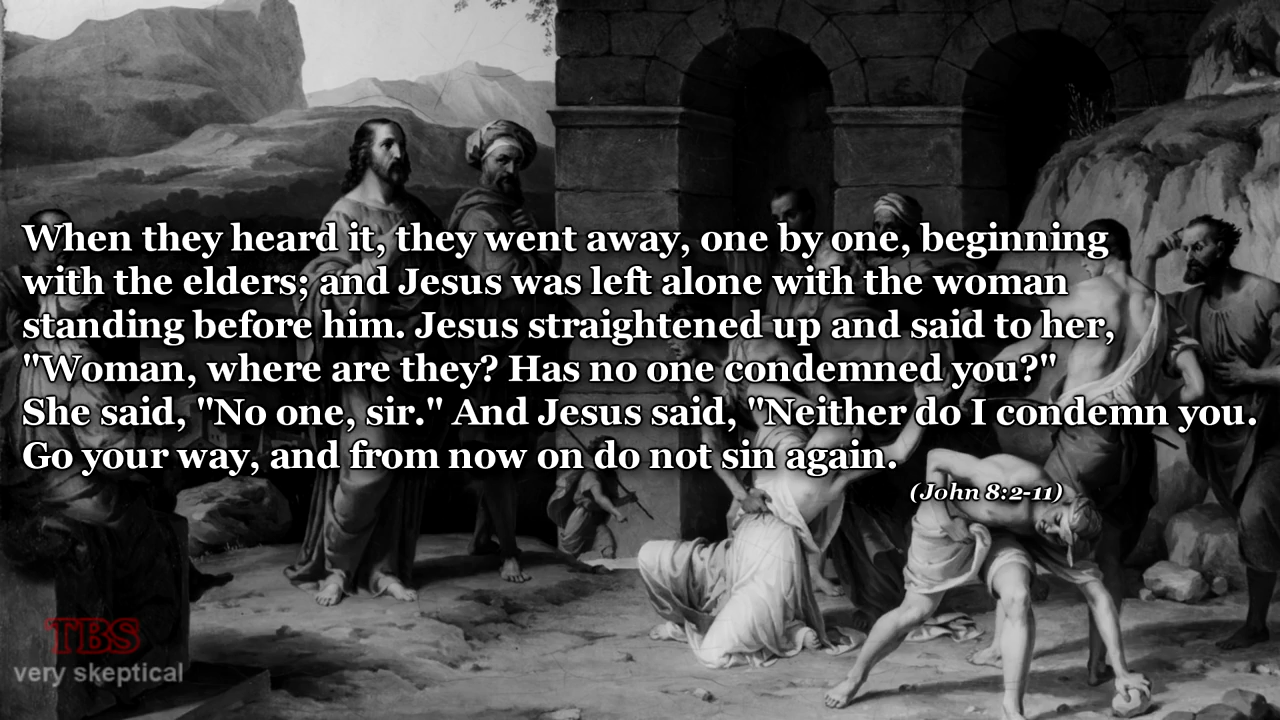 When they heard it, they went away, one by one, beginning
with the elders; and Jesus was left alone with the woman
standing before him. Jesus straightened up and said to her,
"Woman, where are they? Has no one condemned you?"
She said, "No one, sir." And Jesus said, "Neither do I condemn you.
Go your way, and from now on do not sin again.
(John 8:2-11)
TBS
very skeptical